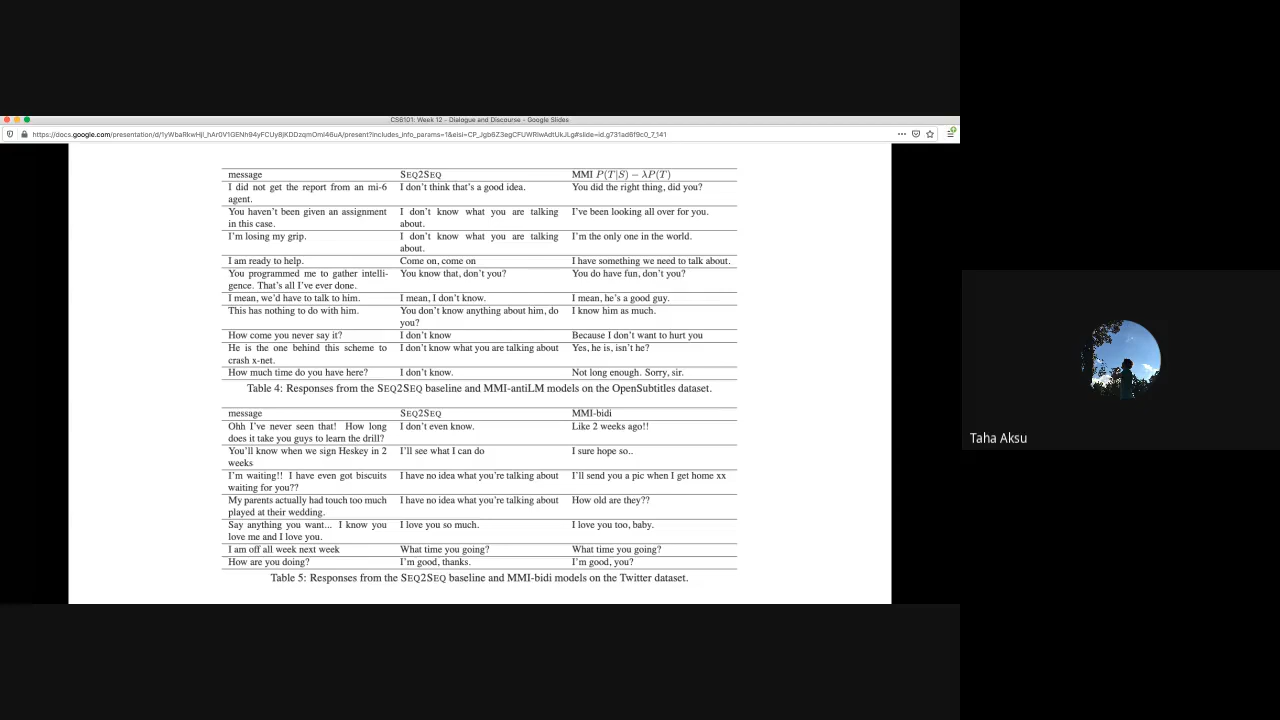 CS6101: Week 12 - Dialogue and Discourse - Google Slides
message SEQ2SEQ MMI P(T|S) − λP(T)
I did not get the report from an mi-6 I don't think that's a good idea. You did the right thing, did you?
agent.
You haven't been given an assignment I don't know what you are talking I've been looking all over for you.
in this case. about.
I'm losing my grip. I don't know what you are talking I'm the only one in the world.
about.
I am ready to help. Come on, come on I have something we need to talk about.
You programmed me to gather intelli- You know that, don't you? You do have fun, don't you?
gence. That's all I've ever done.
I mean, we'd have to talk to him. I mean, I don't know. I mean, he's a good guy.
This has nothing to do with him. You don't know anything about him, do I know him as much.
you?
How come you never say it? I don't know Because I don't want to hurt you
He is the one behind this scheme to I don't know what you are talking about Yes, he is, isn't he?
crash x-net.
How much time do you have here? I don't know. Not long enough. Sorry, sir.
Table 4: Responses from the SEQ2SEQ baseline and MMI-antiLM models on the OpenSubtitles dataset.
message SEQ2SEQ MMI-bidi
Ohh I've never seen that! How long I don't even know. Like 2 weeks ago!!
does it take you guys to learn the drill?
You'll know when we sign Heskey in 2 I'll see what I can do I sure hope so..
weeks
I'm waiting!! I have even got biscuits I have no idea what you're talking about I'll send you a pic when I get home xx
waiting for you??
My parents actually had touch too much I have no idea what you're talking about How old are they??
played at their wedding.
Say anything you want... I know you I love you so much. I love you too, baby.
love me and I love you.
I am off all week next week What time you going? What time you going?
How are you doing? I'm good, thanks. I'm good, you?
Table 5: Responses from the SEQ2SEQ baseline and MMI-bidi models on the Twitter dataset.
Taha Aksu